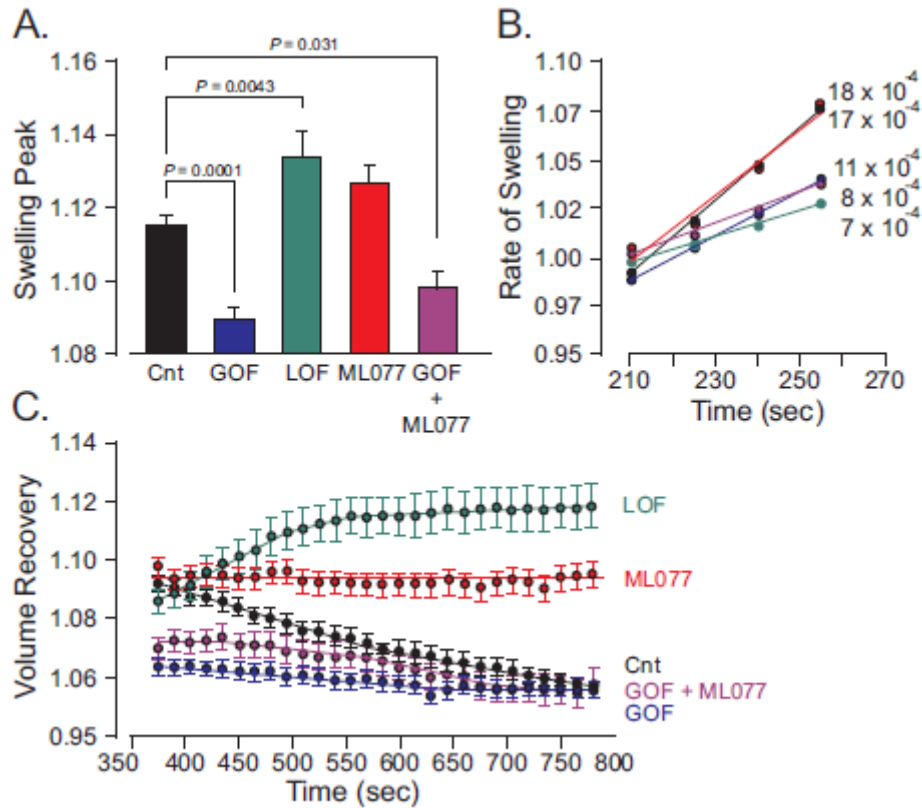 A.
P = 0.031
P = 0.0043
P = 0.0001
Swelling Peak
1.16
1.14
1.12
1.10
1.08
Cnt GOF LOF ML077 GOF
+
ML077
B.
Rate of Swelling
1.10
1.07
1.05
1.02
1.00
0.97
0.95
18 x 10-4
17 x 10-4
11 x 10-4
8 x 10-4
7 x 10-4
210 230 250 270
Time (sec)
C.
Volume Recovery
1.14
1.12
1.10
1.08
1.06
0.95
LOF
ML077
Cnt
GOF + ML077
GOF
350 400 450 500 550 600 650 700 750 800
Time (sec)